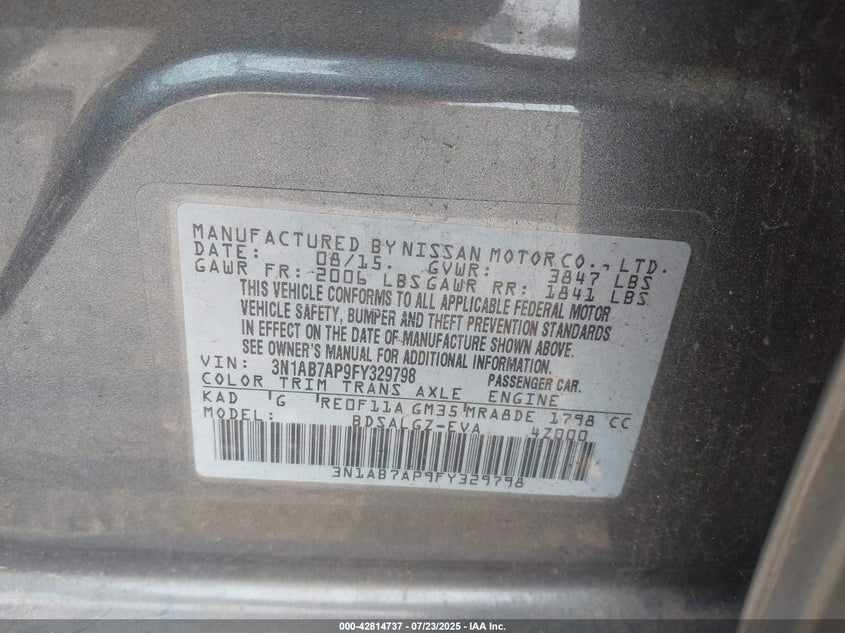 MANUFACTURED BY NISSAN MOTOR CO., LTD.
DATE: 08/15. GVWR: 3847 LBS
GAWR FR: 2006 LBS GAWR RR: 1841 LBS
THIS VEHICLE CONFORMS TO ALL APPLICABLE FEDERAL MOTOR
VEHICLE SAFETY, BUMPER AND THEFT PREVENTION STANDARDS
IN EFFECT ON THE DATE OF MANUFACTURE SHOWN ABOVE.
SEE OWNER'S MANUAL FOR ADDITIONAL INFORMATION.
VIN: 3N1AB7AP9FY329798 PASSENGER CAR.
COLOR TRIM TRANS AXLE ENGINE
KAD G RE0F11A GM35 MRA8DE 1798 CC
MODEL: BDSALGZ-EVA 4Z000
3N1AB7AP9FY329798
000-42814737 - 07/23/2025 - IAA Inc.